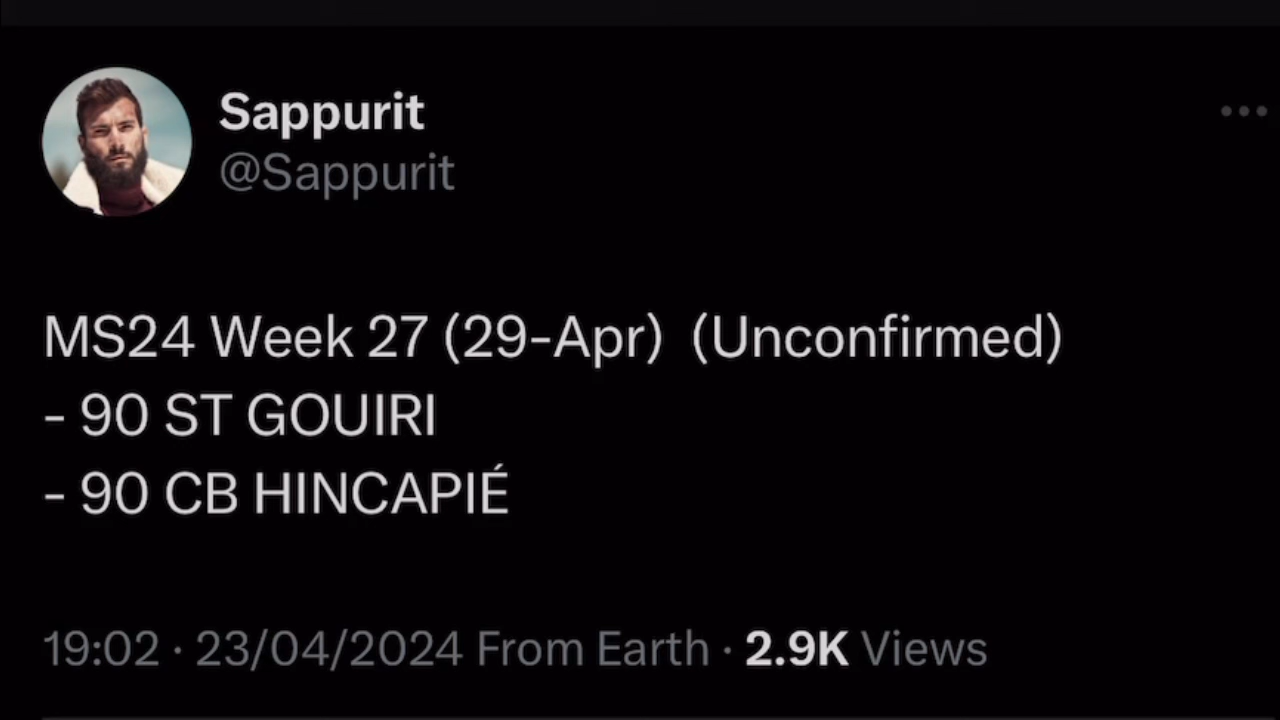 Sappurit
@Sappurit
MS24 Week 27 (29-Apr) (Unconfirmed)
- 90 ST GOUIRI
- 90 CB HINCAPIÉ
19:02 · 23/04/2024 From Earth · 2.9K Views